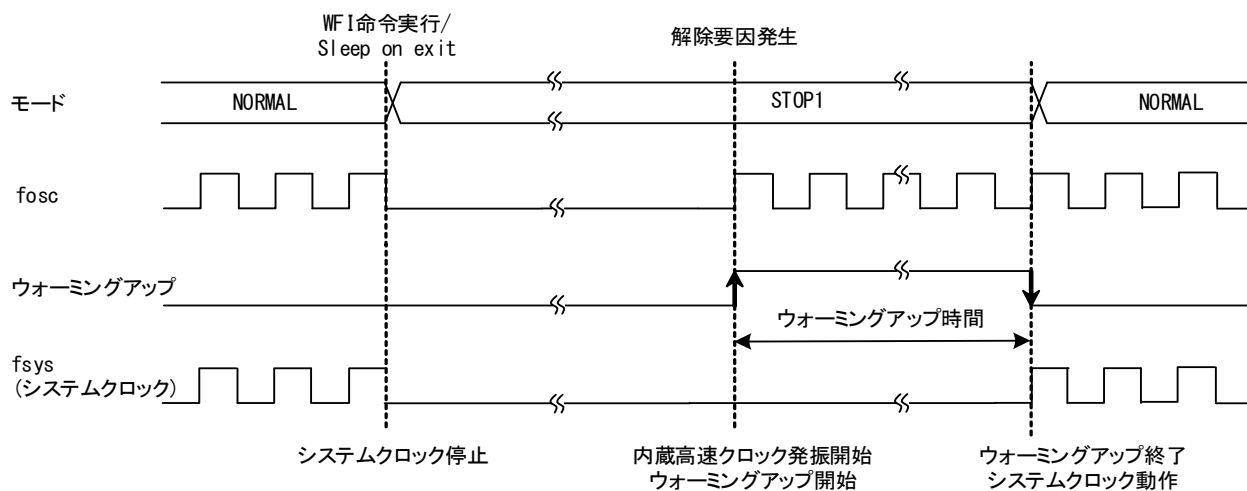 WFI命令実行/
Sleep on exit
解除要因発生
モード
NORMAL
STOP1
NORMAL
fosc
ウォーミングアップ
ウォーミングアップ時間
fsys
(システムクロック)
システムクロック停止
内蔵高速クロック発振開始
ウォーミングアップ開始
ウォーミングアップ終了
システムクロック動作